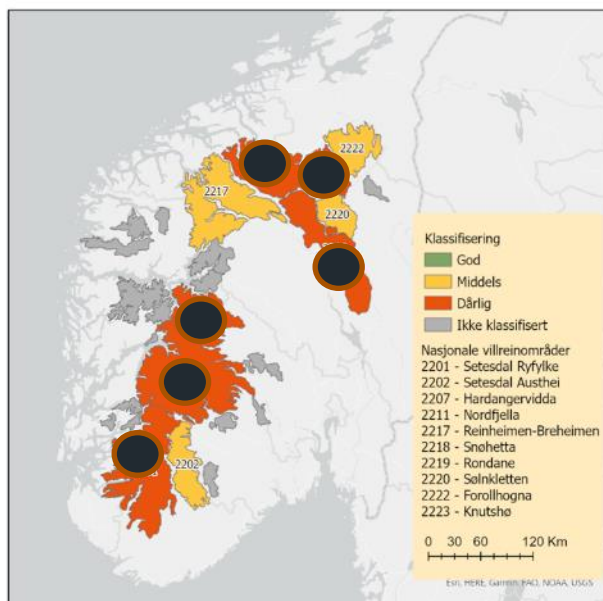 2222
2217
2220
2202
Klassifisering
God
Middels
Dårlig
Ikke klassifisert
Nasjonale villreinområder
2201 - Setesdal Ryfylke
2202 - Setesdal Austhei
2207 - Hardangervidda
2211 - Nordfjella
2217 - Reinheimen-Breheimen
2218 - Snøhetta
2219 - Rondane
2220 - Sølnkletten
2222 - Forollhogna
2223 - Knutshø
0 30 60 120 Km
Esri, HERE, Garmin, FAO, NOAA, USGS